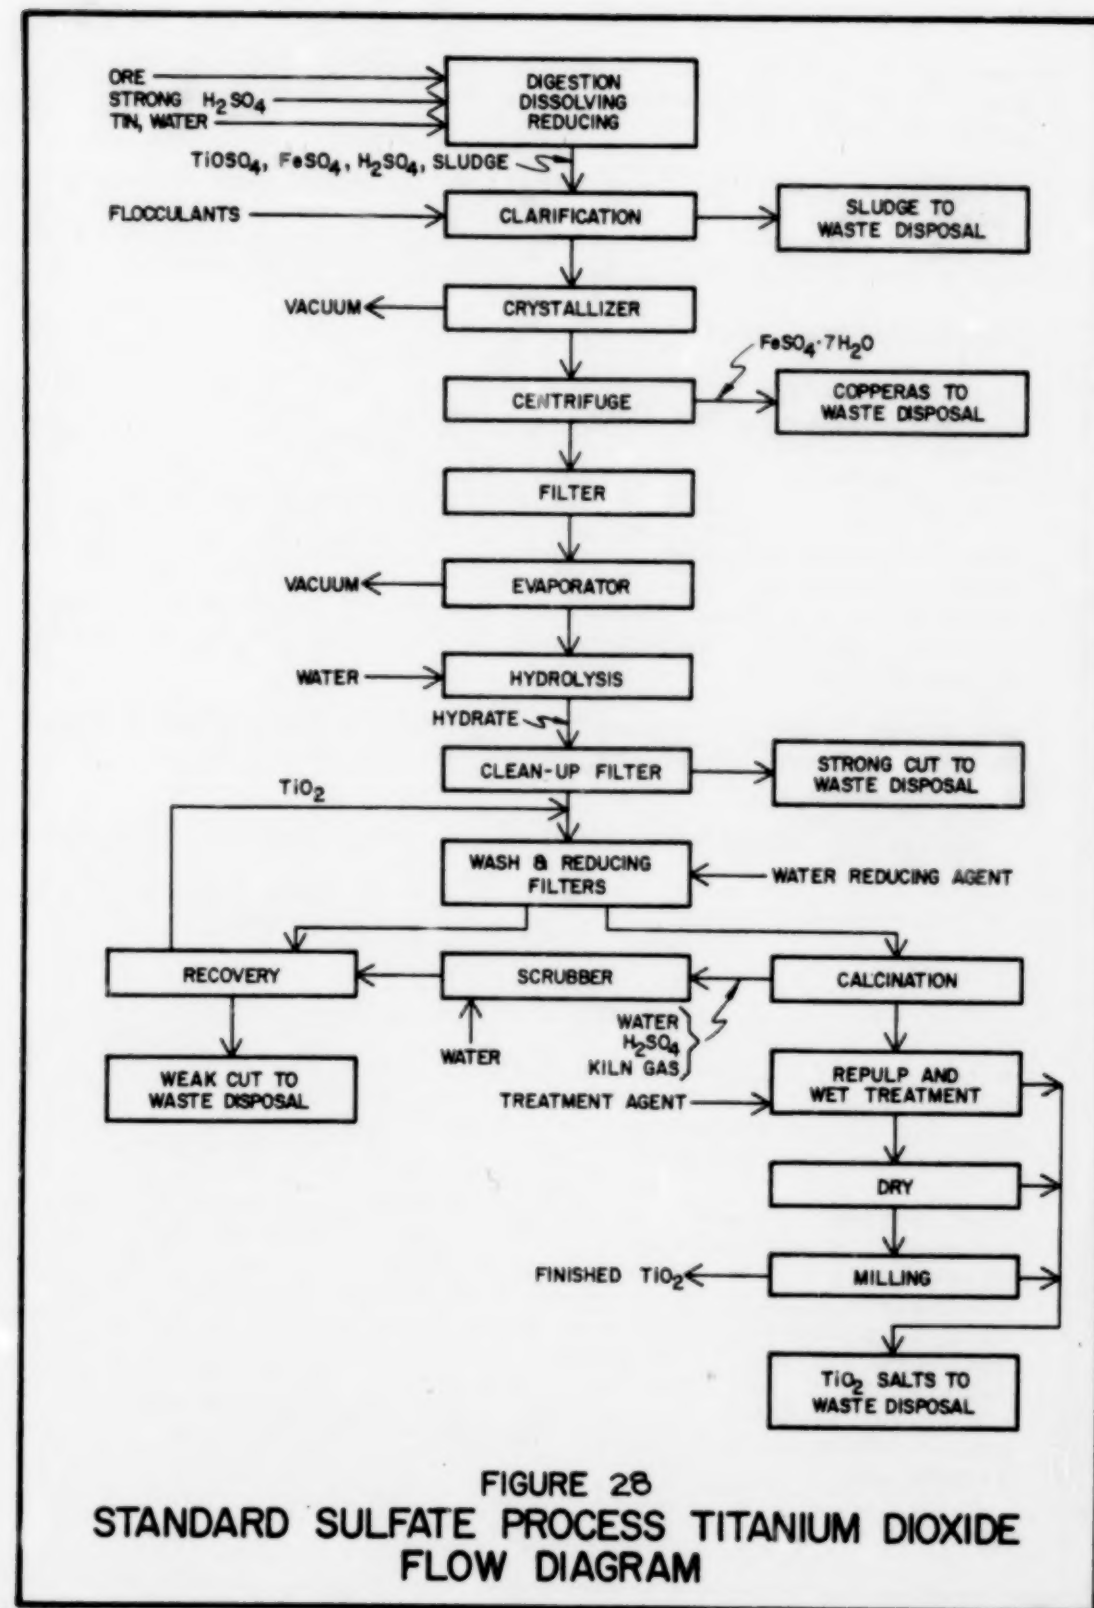 ORE
STRONG H₂SO₄
TIN, WATER
DIGESTION
DISSOLVING
REDUCING
TiOSO₄, FeSO₄, H₂SO₄, SLUDGE
FLOCCULANTS
CLARIFICATION
SLUDGE TO
WASTE DISPOSAL
VACUUM
CRYSTALLIZER
FeSO₄·7H₂O
CENTRIFUGE
COPPERAS TO
WASTE DISPOSAL
FILTER
VACUUM
EVAPORATOR
WATER
HYDROLYSIS
HYDRATE
CLEAN-UP FILTER
STRONG CUT TO
WASTE DISPOSAL
TiO₂
WASH & REDUCING
FILTERS
WATER REDUCING AGENT
RECOVERY
SCRUBBER
CALCINATION
WATER
WATER
H₂SO₄
KILN GAS
WEAK CUT TO
WASTE DISPOSAL
TREATMENT AGENT
REPULP AND
WET TREATMENT
DRY
FINISHED TiO₂
MILLING
TiO₂ SALTS TO
WASTE DISPOSAL
FIGURE 28
STANDARD SULFATE PROCESS TITANIUM DIOXIDE
FLOW DIAGRAM